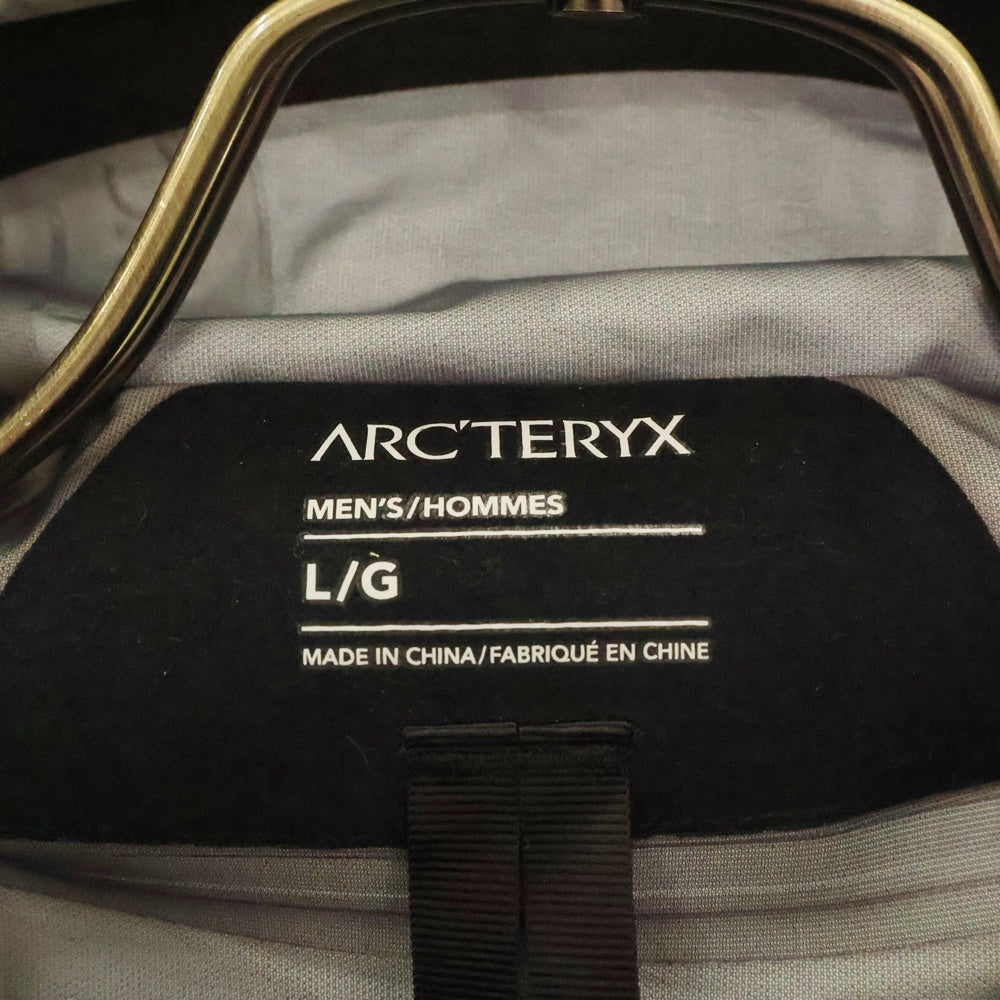 ARC'TERYX
MEN'S/HOMMES
L/G
MADE IN CHINA/FABRIQUÉ EN CHINE